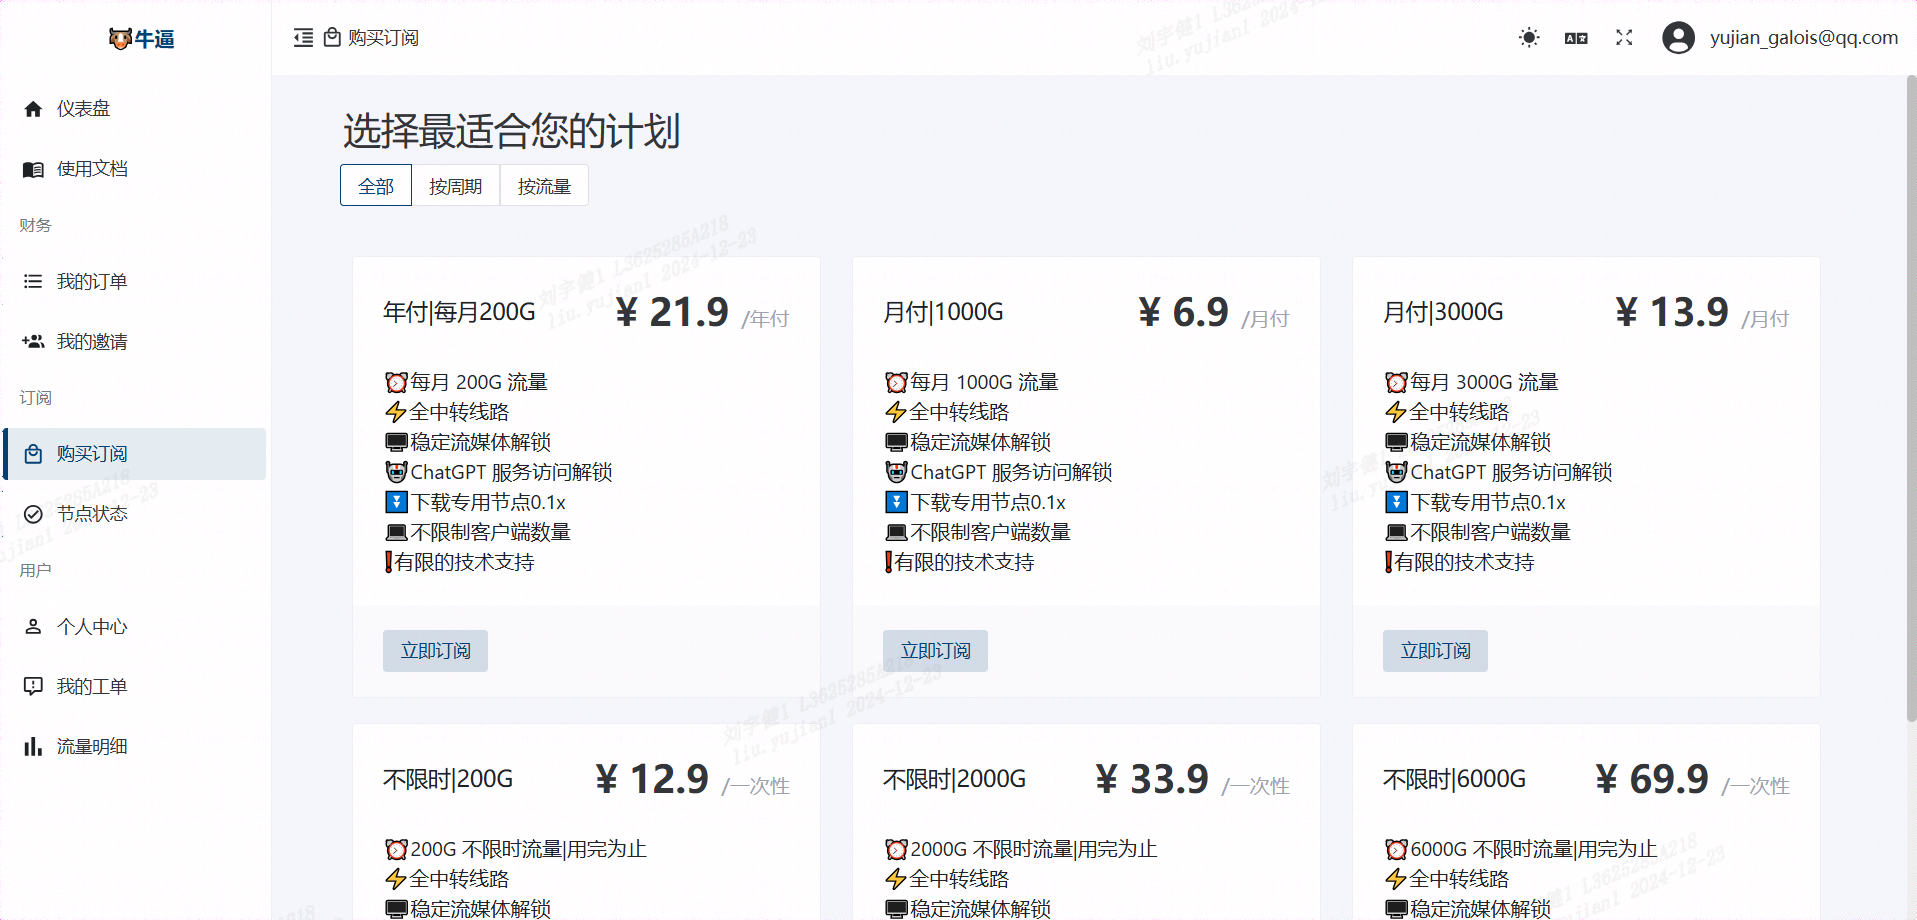 牛逼
购买订阅
yujian_galois@qq.com
仪表盘
使用文档
财务
我的订单
我的邀请
订阅
购买订阅
节点状态
用户
个人中心
我的工单
流量明细
选择最适合您的计划
全部 按周期 按流量
年付|每月200G ¥ 21.9 /年付
每月 200G 流量
全中转线路
稳定流媒体解锁
ChatGPT 服务访问解锁
下载专用节点0.1x
不限制客户端数量
有限的技术支持
立即订阅
月付|1000G ¥ 6.9 /月付
每月 1000G 流量
全中转线路
稳定流媒体解锁
ChatGPT 服务访问解锁
下载专用节点0.1x
不限制客户端数量
有限的技术支持
立即订阅
月付|3000G ¥ 13.9 /月付
每月 3000G 流量
全中转线路
稳定流媒体解锁
ChatGPT 服务访问解锁
下载专用节点0.1x
不限制客户端数量
有限的技术支持
立即订阅
不限时|200G ¥ 12.9 /一次性
200G 不限时流量|用完为止
全中转线路
稳定流媒体解锁
不限时|2000G ¥ 33.9 /一次性
2000G 不限时流量|用完为止
全中转线路
稳定流媒体解锁
不限时|6000G ¥ 69.9 /一次性
6000G 不限时流量|用完为止
全中转线路
稳定流媒体解锁
刘宇健1 L3625285A218
liu.yujian1 2024-12-23